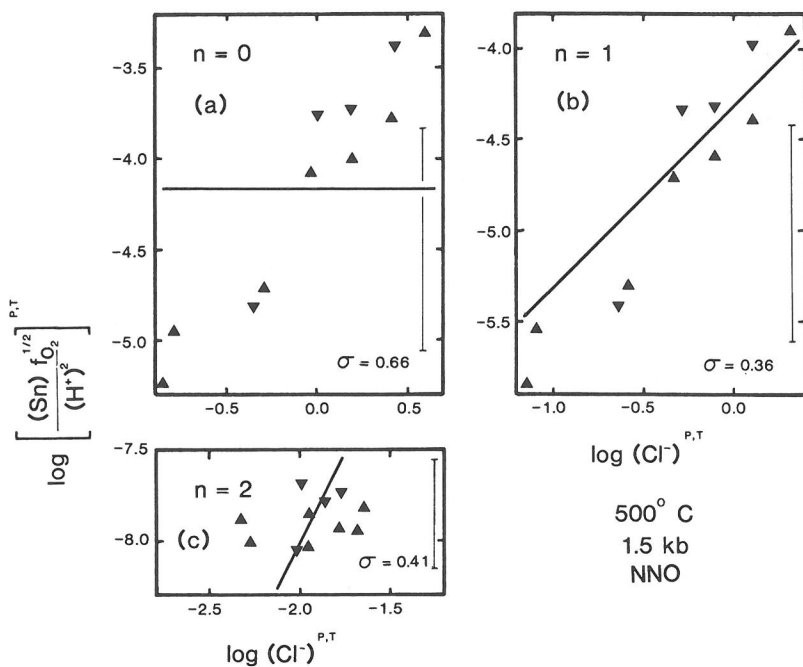 n = 0
(a)
-3.5
-4.0
-4.5
-5.0
σ = 0.66
-0.5
0.0
0.5
n = 1
(b)
-4.0
-4.5
-5.0
-5.5
σ = 0.36
-1.0
-0.5
0.0
log (Cl⁻)ᴾ·ᵀ
log [(Sn) f_O₂^1/2 / (H⁺)²]^P,T
n = 2
(c)
-7.5
-8.0
σ = 0.41
-2.5
-2.0
-1.5
log (Cl⁻)ᴾ·ᵀ
500° C
1.5 kb
NNO